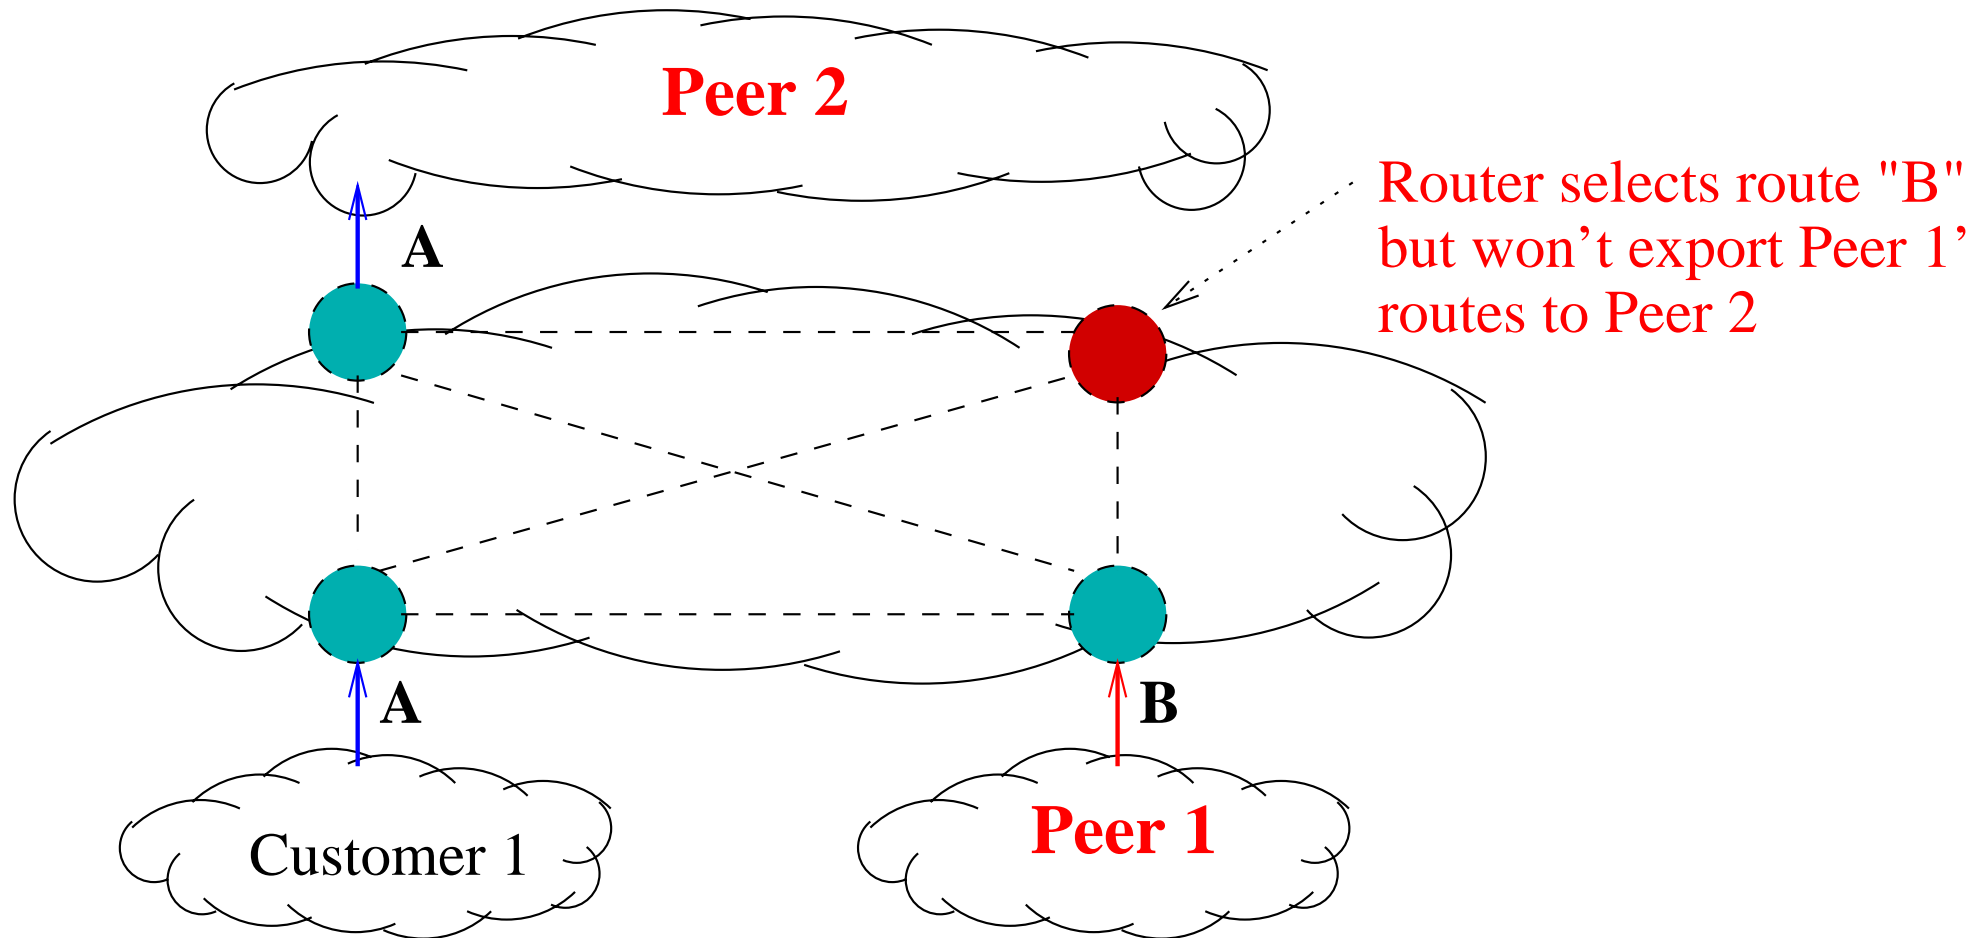 Peer 2
Router selects route "B"
but won't export Peer 1'
routes to Peer 2
A
A
B
Customer 1
Peer 1